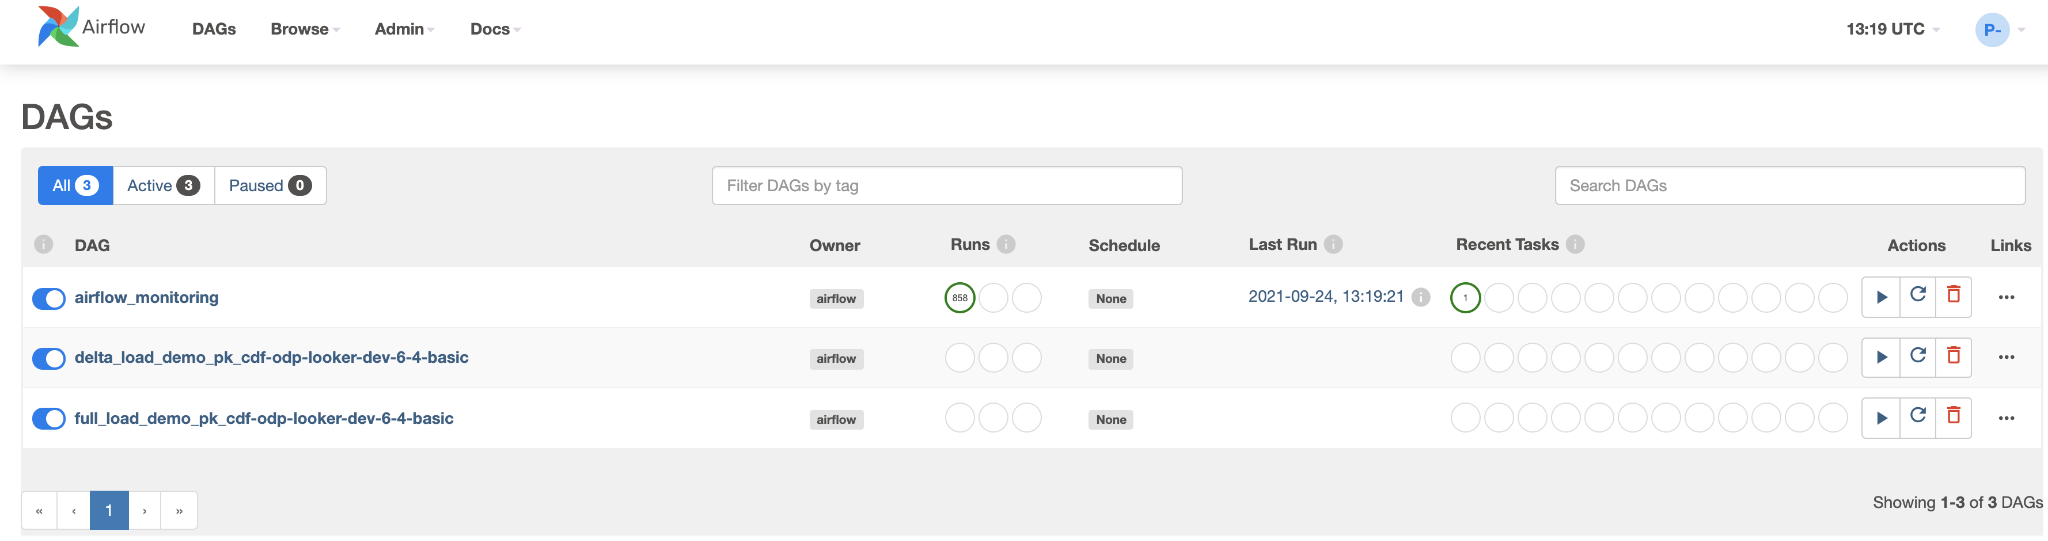 Airflow DAGs Browse Admin Docs 13:19 UTC P-
DAGs
All 3 Active 3 Paused 0 Filter DAGs by tag Search DAGs
i DAG Owner Runs i Schedule Last Run i Recent Tasks i Actions Links
airflow_monitoring airflow 858 None 2021-09-24, 13:19:21 i 1 ...
delta_load_demo_pk_cdf-odp-looker-dev-6-4-basic airflow None ...
full_load_demo_pk_cdf-odp-looker-dev-6-4-basic airflow None ...
« ‹ 1 › » Showing 1-3 of 3 DAGs